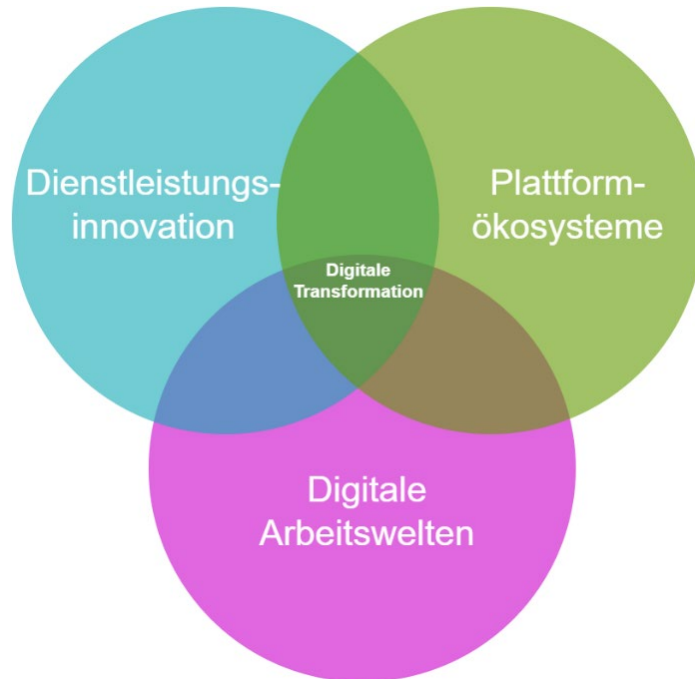 Dienstleistungs-
innovation
Plattform-
ökosysteme
Digitale
Transformation
Digitale
Arbeitswelten